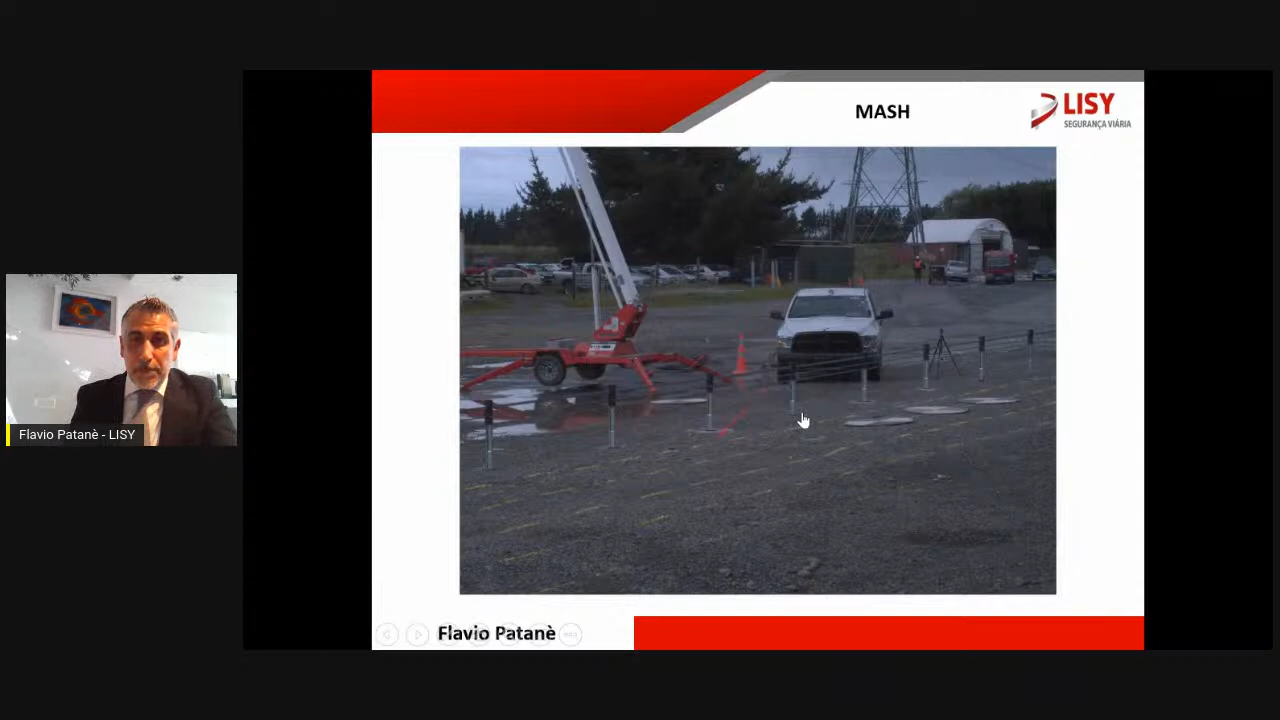 MASH
LISY
SEGURANÇA VIÁRIA
Flavio Patanè - LISY
Flavio Patanè